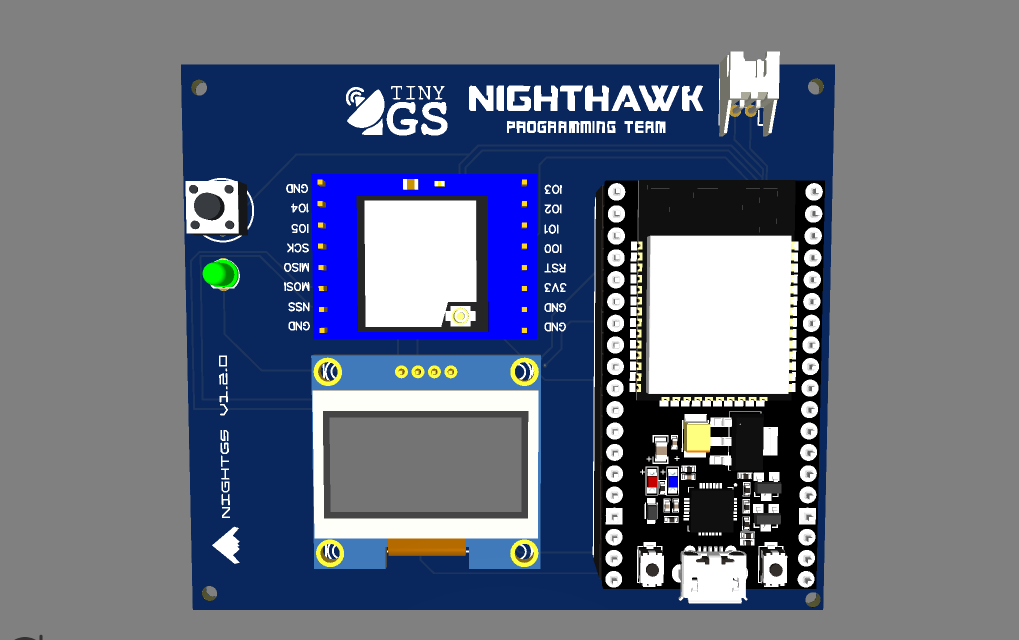 TINY
GS
NIGHTHAWK
PROGRAMMING TEAM
GND
IO4
IO5
SCK
MISO
MOSI
NSS
GND
IO3
IO2
IO1
IO0
RST
3V3
GND
GND
NIGHTGS V1.2.0